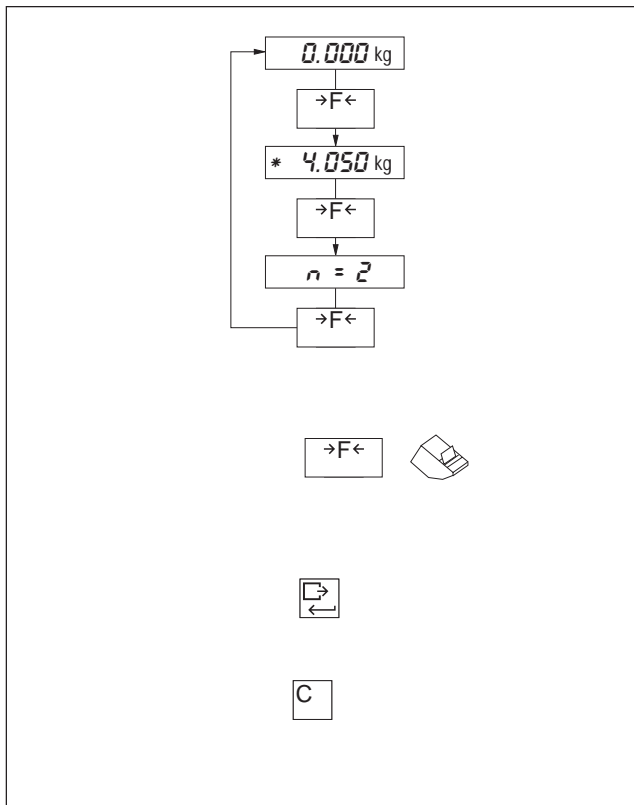 0.000 kg
→F←
* 4.050 kg
→F←
n = 2
→F←
→F←
C